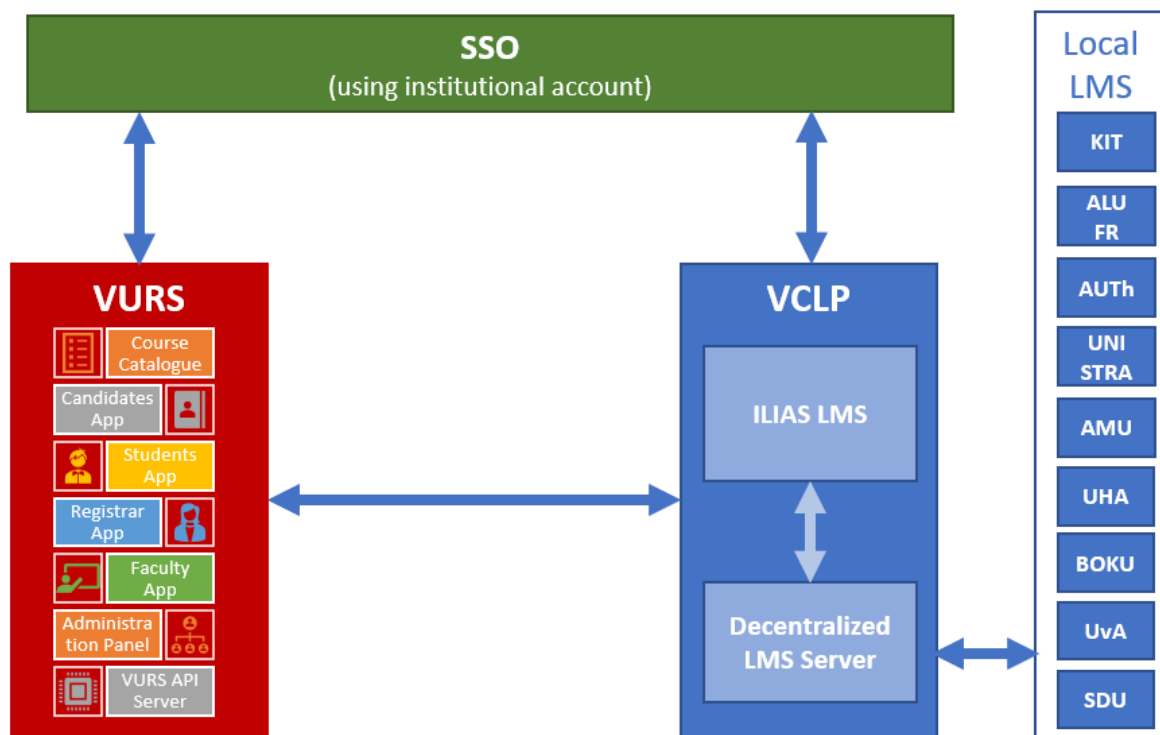 SSO
(using institutional account)
VURS
Course
Catalogue
Candidates
App
Students
App
Registrar
App
Faculty
App
Administra
tion Panel
VURS API
Server
VCLP
ILIAS LMS
Decentralized
LMS Server
Local
LMS
KIT
ALU
FR
AUTh
UNI
STRA
AMU
UHA
BOKU
UvA
SDU